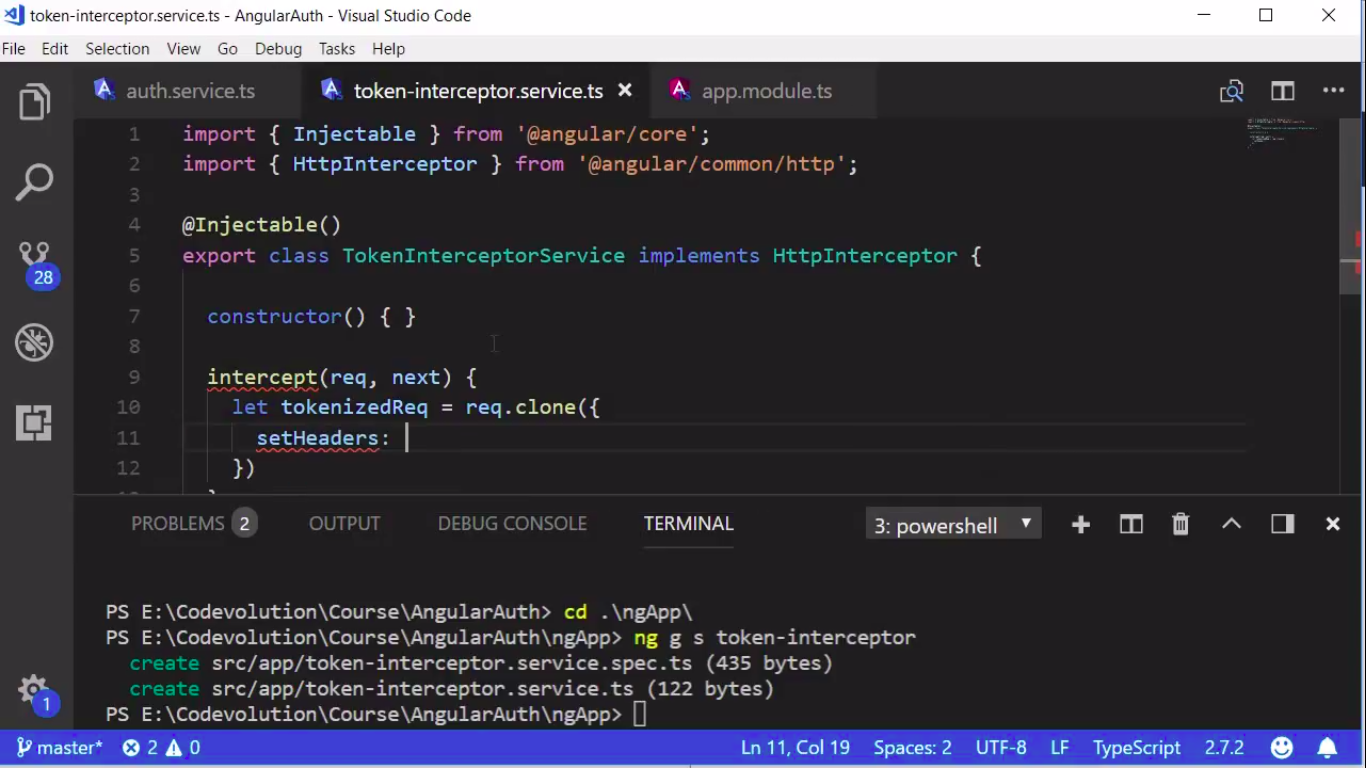 token-interceptor.service.ts - AngularAuth - Visual Studio Code
File Edit Selection View Go Debug Tasks Help
auth.service.ts token-interceptor.service.ts app.module.ts
1 import { Injectable } from '@angular/core';
2 import { HttpInterceptor } from '@angular/common/http';
3
4 @Injectable()
5 export class TokenInterceptorService implements HttpInterceptor {
6
7 constructor() { }
8
9 intercept(req, next) {
10 let tokenizedReq = req.clone({
11 setHeaders:
12 })
28
PROBLEMS 2 OUTPUT DEBUG CONSOLE TERMINAL 3: powershell
PS E:\Codevolution\Course\AngularAuth> cd .\ngApp\
PS E:\Codevolution\Course\AngularAuth\ngApp> ng g s token-interceptor
create src/app/token-interceptor.service.spec.ts (435 bytes)
create src/app/token-interceptor.service.ts (122 bytes)
PS E:\Codevolution\Course\AngularAuth\ngApp>
1
master* 2 0 Ln 11, Col 19 Spaces: 2 UTF-8 LF TypeScript 2.7.2